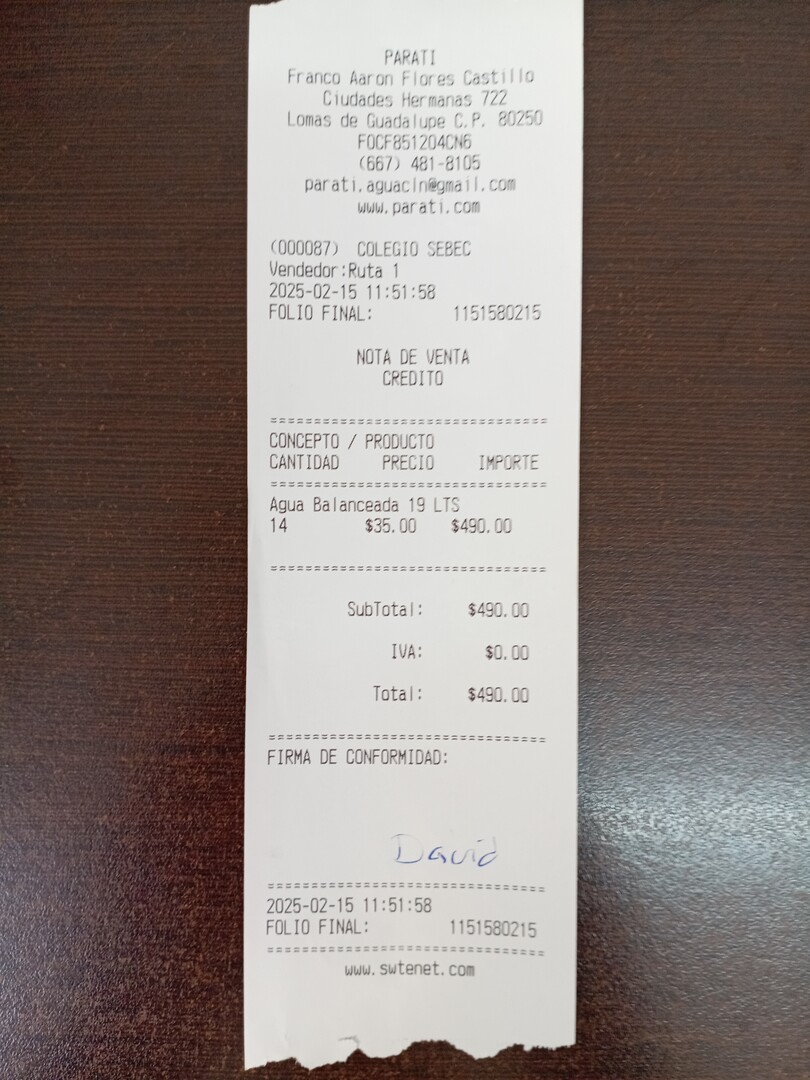 PARATI
Franco Aaron Flores Castillo
Ciudades Hermanas 722
Lomas de Guadalupe C.P. 80250
FOCF851204CN6
(667) 481-8105
parati.aguacln@gmail.com
www.parati.com
(000087) COLEGIO SEBEC
Vendedor:Ruta 1
2025-02-15 11:51:58
FOLIO FINAL: 1151580215
NOTA DE VENTA
CREDITO
================================
CONCEPTO / PRODUCTO
CANTIDAD PRECIO IMPORTE
================================
Agua Balanceada 19 LTS
14 $35.00 $490.00
================================
SubTotal: $490.00
IVA: $0.00
Total: $490.00
================================
FIRMA DE CONFORMIDAD:
David
================================
2025-02-15 11:51:58
FOLIO FINAL: 1151580215
================================
www.swtenet.com